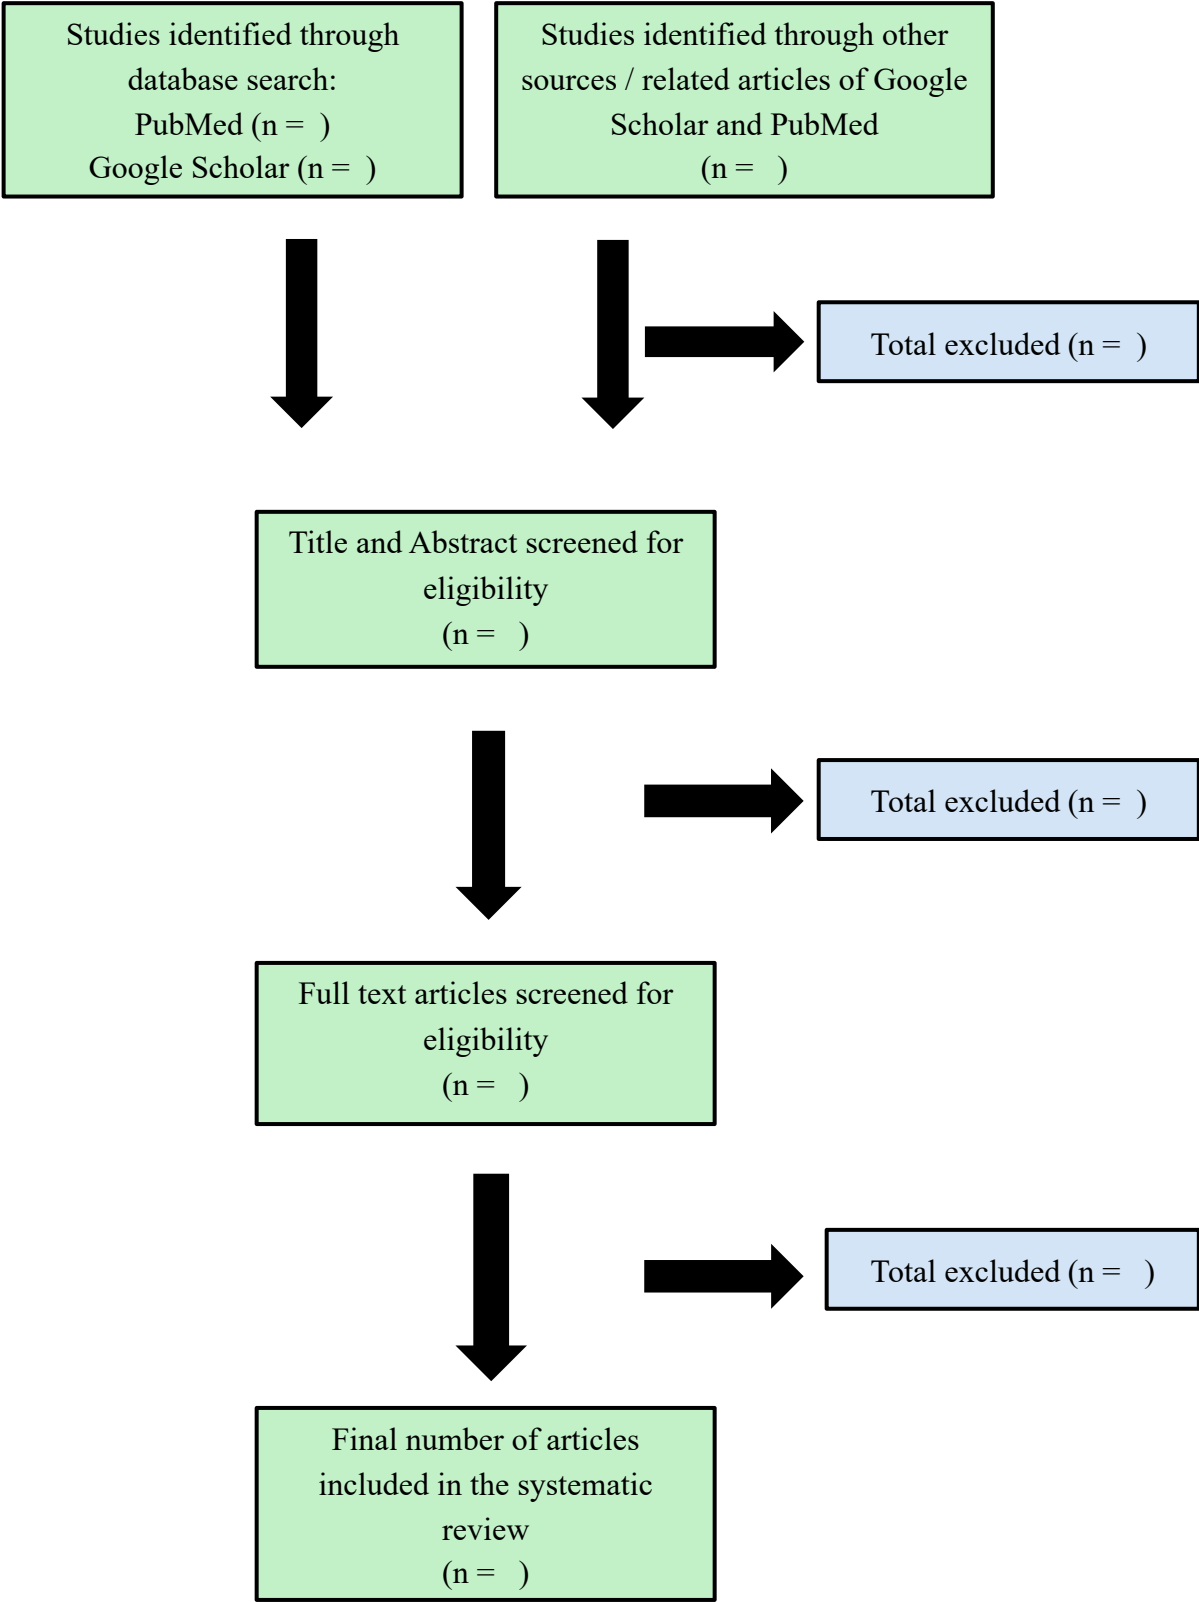 Studies identified through
database search:
PubMed (n =  )
Google Scholar (n =  )
Studies identified through other
sources / related articles of Google
Scholar and PubMed
(n =   )
Total excluded (n =  )
Title and Abstract screened for
eligibility
(n =   )
Total excluded (n =  )
Full text articles screened for
eligibility
(n =   )
Total excluded (n =   )
Final number of articles
included in the systematic
review
(n =   )